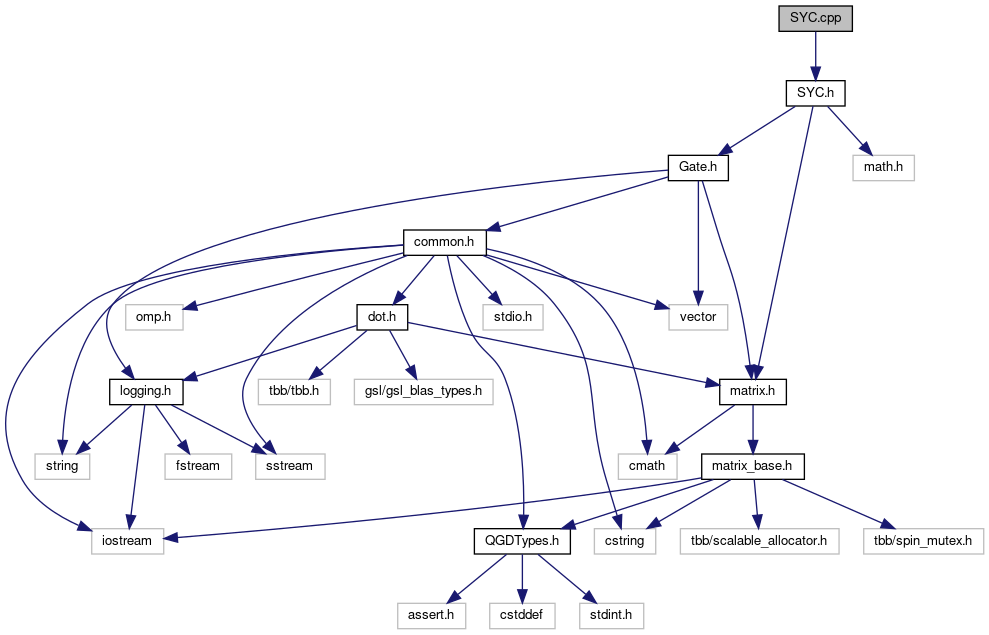 SYC.cpp
SYC.h
Gate.h
math.h
common.h
omp.h
dot.h
stdio.h
vector
logging.h
tbb/tbb.h
gsl/gsl_blas_types.h
matrix.h
string
fstream
sstream
cmath
matrix_base.h
iostream
QGDTypes.h
cstring
tbb/scalable_allocator.h
tbb/spin_mutex.h
assert.h
cstddef
stdint.h